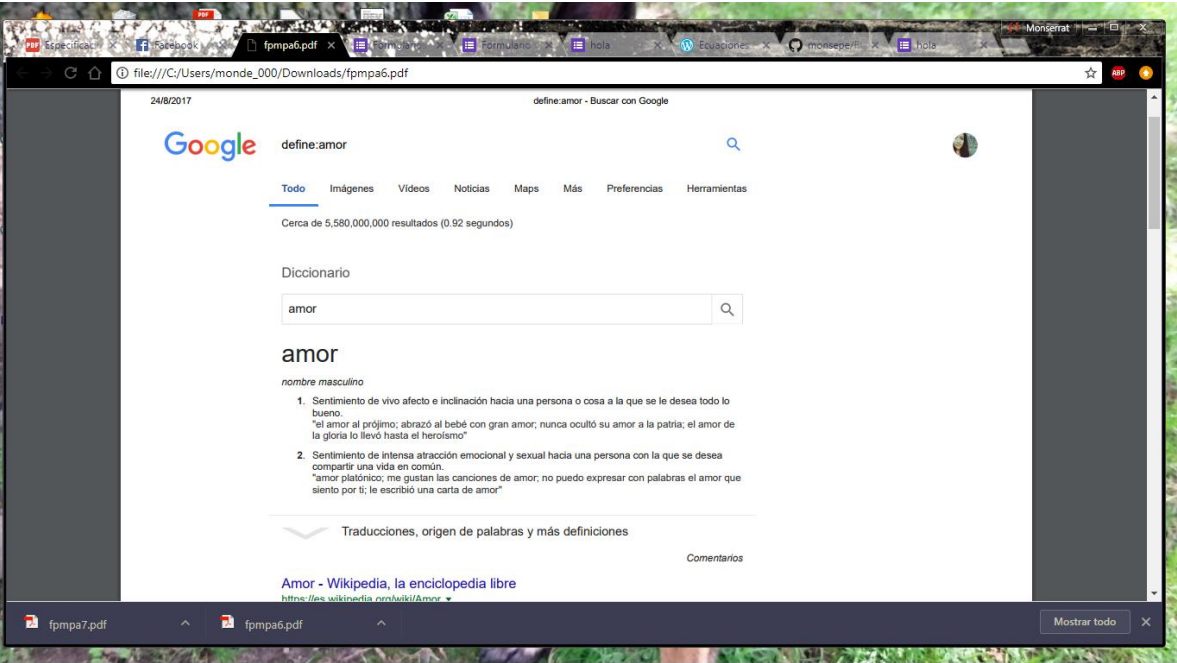 PDF
PDF Especificaci
Facebook
fpmpa6.pdf
Formulario
Formulario
hola
Ecuaciones
monsepe/F
hola
Monserrat
file:///C:/Users/monde_000/Downloads/fpmpa6.pdf
ABP
24/8/2017 define:amor - Buscar con Google
Google define:amor
Todo Imágenes Vídeos Noticias Maps Más Preferencias Herramientas
Cerca de 5,580,000,000 resultados (0.92 segundos)
Diccionario
amor
amor
nombre masculino
1. Sentimiento de vivo afecto e inclinación hacia una persona o cosa a la que se le desea todo lo
bueno.
"el amor al prójimo; abrazó al bebé con gran amor; nunca ocultó su amor a la patria; el amor de
la gloria lo llevó hasta el heroísmo"
2. Sentimiento de intensa atracción emocional y sexual hacia una persona con la que se desea
compartir una vida en común.
"amor platónico; me gustan las canciones de amor; no puedo expresar con palabras el amor que
siento por ti; le escribió una carta de amor"
Traducciones, origen de palabras y más definiciones
Comentarios
Amor - Wikipedia, la enciclopedia libre
https://es.wikipedia.org/wiki/Amor
fpmpa7.pdf
fpmpa6.pdf
Mostrar todo